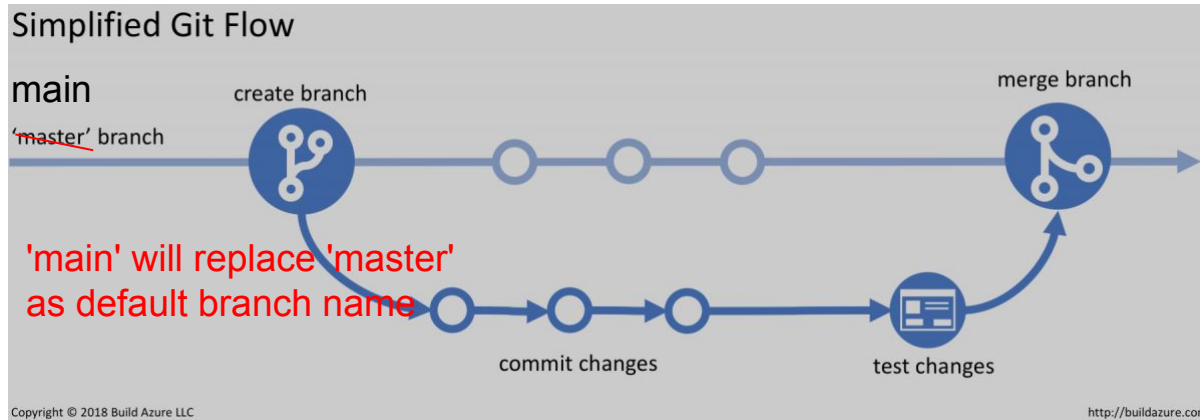 Simplified Git Flow
main
create branch
merge branch
'master' branch
'main' will replace 'master'
as default branch name
commit changes
test changes
Copyright © 2018 Build Azure LLC
http://buildazure.co